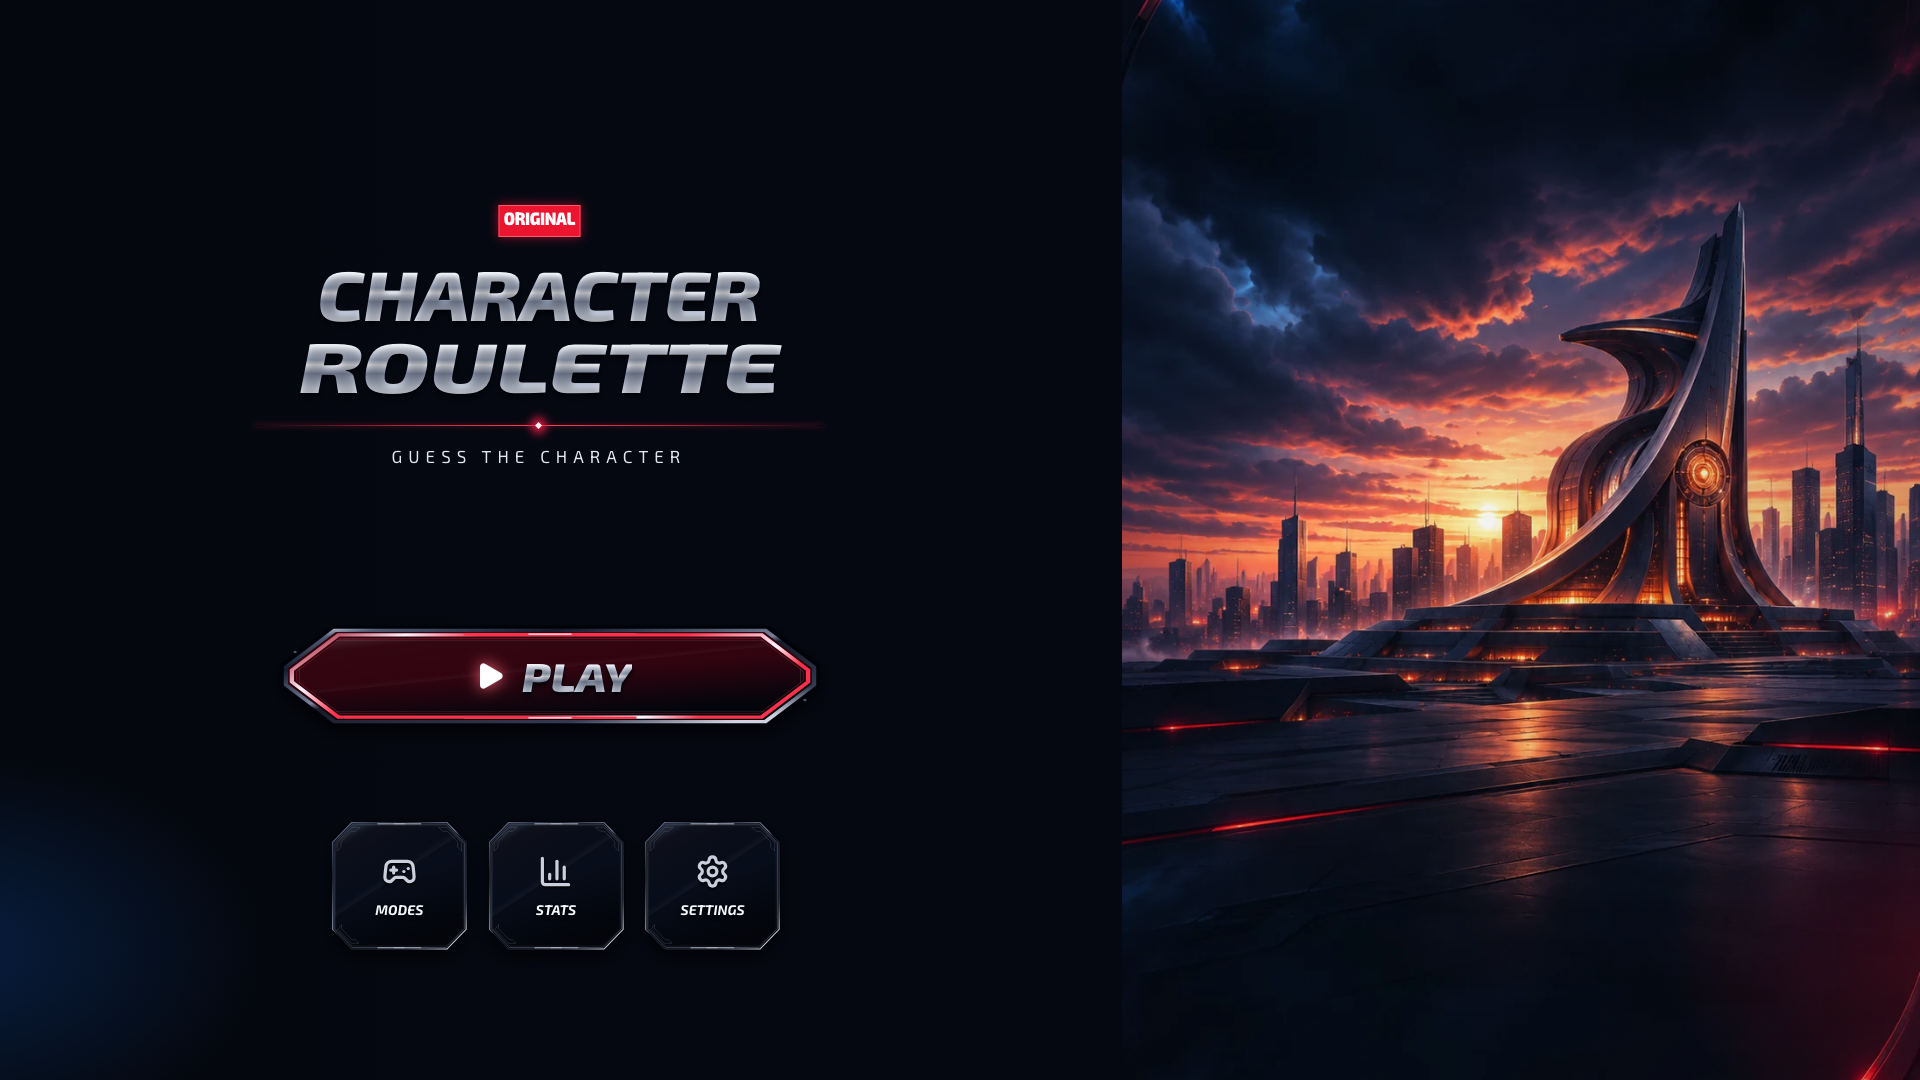 ORIGINAL
CHARACTER
ROULETTE
GUESS THE CHARACTER
PLAY
MODES
STATS
SETTINGS